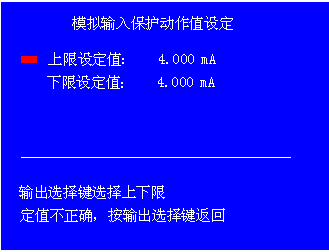 模拟输入保护动作值设定
上限设定值: 4.000 mA
下限设定值: 4.000 mA
输出选择键选择上下限
定值不正确, 按输出选择键返回